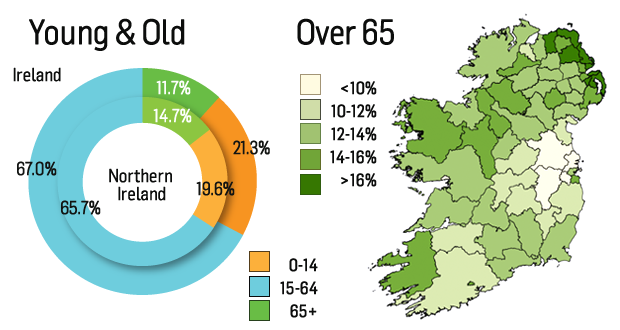 Young & Old
Ireland
11.7%
14.7%
21.3%
67.0%
Northern
Ireland
19.6%
65.7%
0-14
15-64
65+
Over 65
<10%
10-12%
12-14%
14-16%
>16%